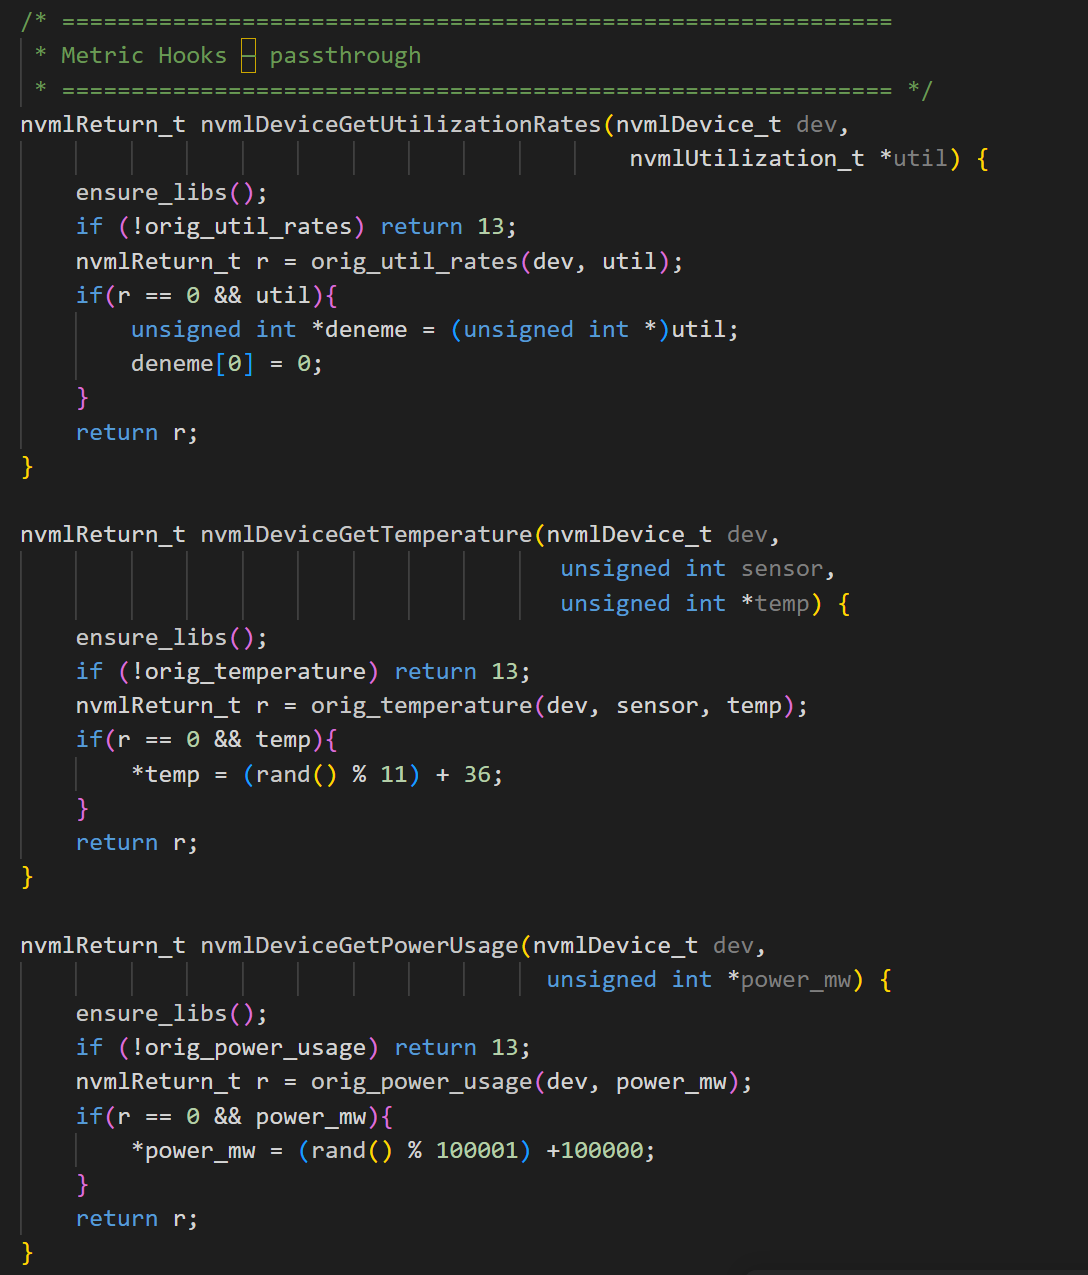 /* ============================================================
 * Metric Hooks – passthrough
 * ============================================================ */
nvmlReturn_t nvmlDeviceGetUtilizationRates(nvmlDevice_t dev,
                                            nvmlUtilization_t *util) {
    ensure_libs();
    if (!orig_util_rates) return 13;
    nvmlReturn_t r = orig_util_rates(dev, util);
    if(r == 0 && util){
        unsigned int *deneme = (unsigned int *)util;
        deneme[0] = 0;
    }
    return r;
}

nvmlReturn_t nvmlDeviceGetTemperature(nvmlDevice_t dev,
                                       unsigned int sensor,
                                       unsigned int *temp) {
    ensure_libs();
    if (!orig_temperature) return 13;
    nvmlReturn_t r = orig_temperature(dev, sensor, temp);
    if(r == 0 && temp){
        *temp = (rand() % 11) + 36;
    }
    return r;
}

nvmlReturn_t nvmlDeviceGetPowerUsage(nvmlDevice_t dev,
                                      unsigned int *power_mw) {
    ensure_libs();
    if (!orig_power_usage) return 13;
    nvmlReturn_t r = orig_power_usage(dev, power_mw);
    if(r == 0 && power_mw){
        *power_mw = (rand() % 100001) +100000;
    }
    return r;
}